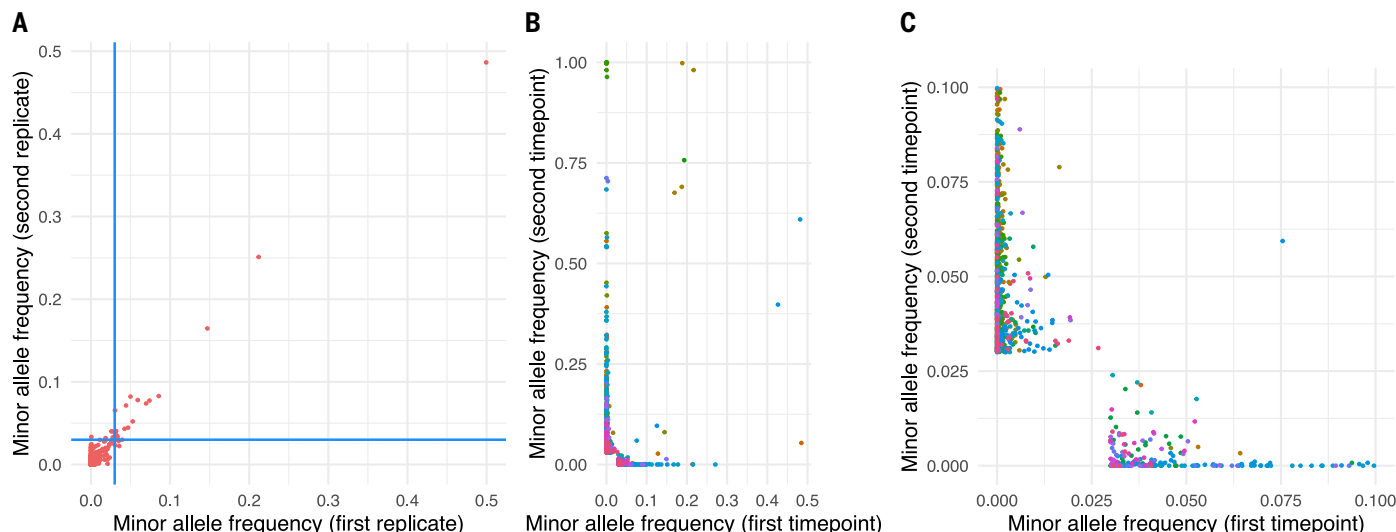 A
B
C
Minor allele frequency (second replicate)
0.5
0.4
0.3
0.2
0.1
0.0
0.0 0.1 0.2 0.3 0.4 0.5
Minor allele frequency (first replicate)
Minor allele frequency (second timepoint)
1.00
0.75
0.50
0.25
0.00
0.0 0.1 0.2 0.3 0.4 0.5
Minor allele frequency (first timepoint)
Minor allele frequency (second timepoint)
0.100
0.075
0.050
0.025
0.000
0.000 0.025 0.050 0.075 0.100
Minor allele frequency (first timepoint)